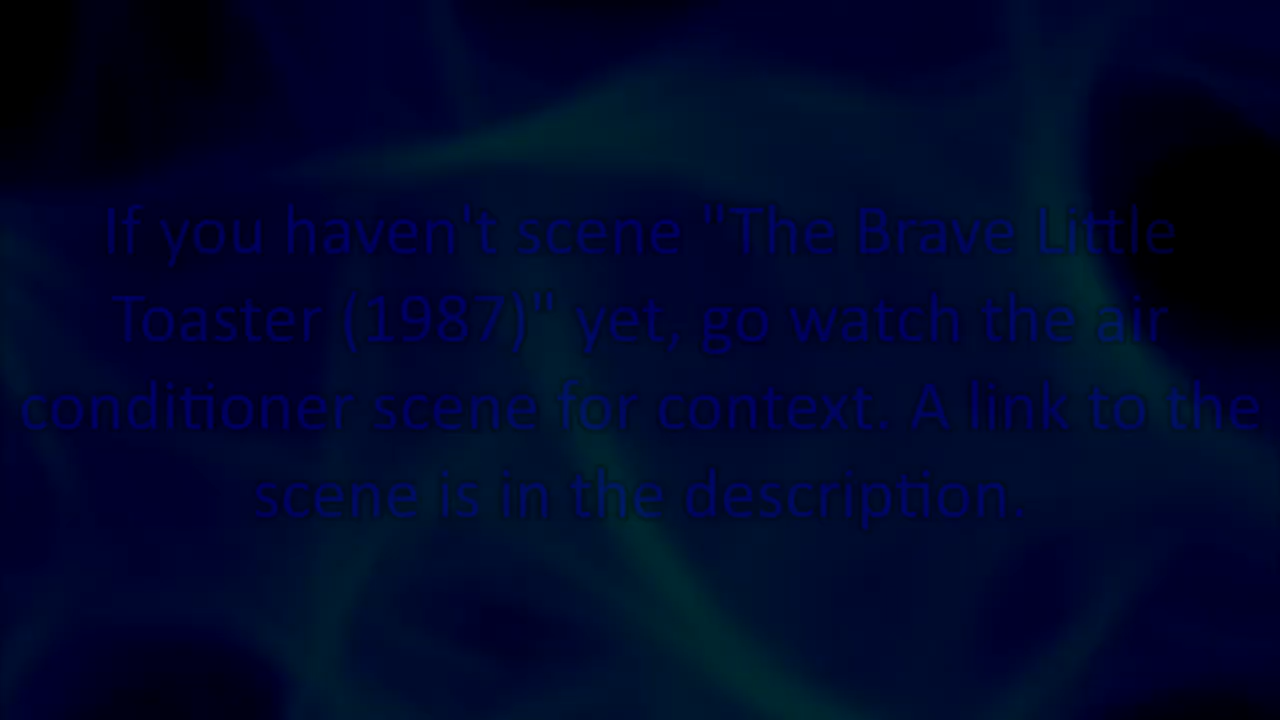 If you haven't scene "The Brave Little
Toaster (1987)" yet, go watch the air
conditioner scene for context. A link to the
scene is in the description.